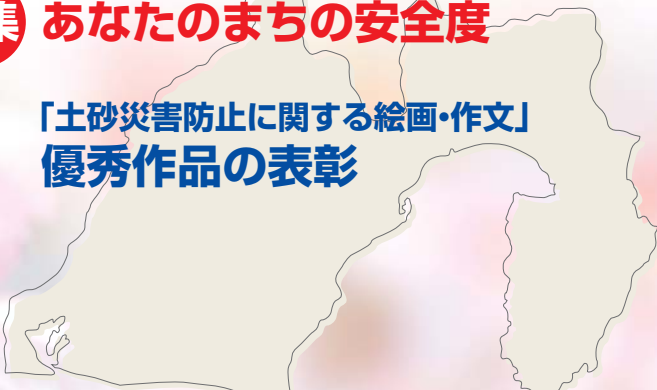 集 あなたのまちの安全度
「土砂災害防止に関する絵画・作文」
優秀作品の表彰